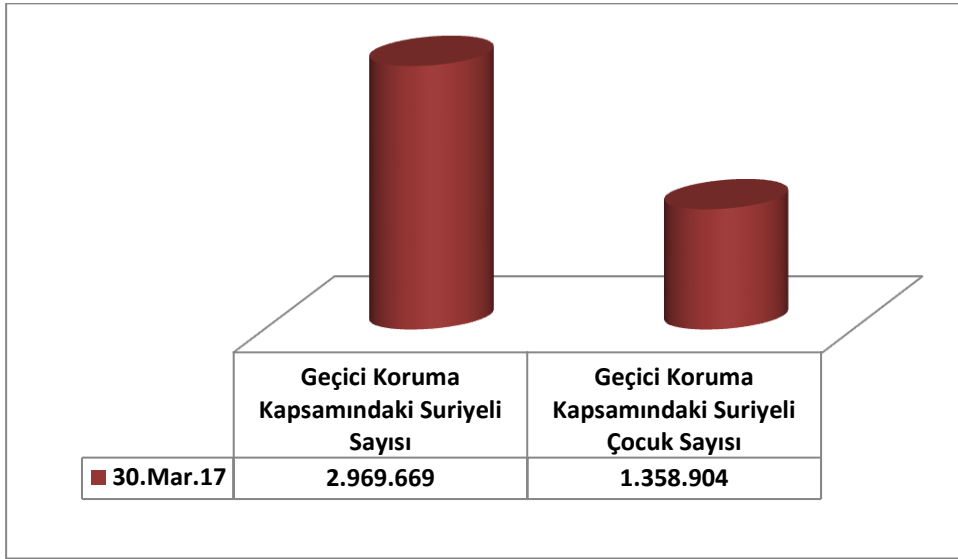 Geçici Koruma
Kapsamındaki Suriyeli
Sayısı
Geçici Koruma
Kapsamındaki Suriyeli
Çocuk Sayısı
30.Mar.17
2.969.669
1.358.904